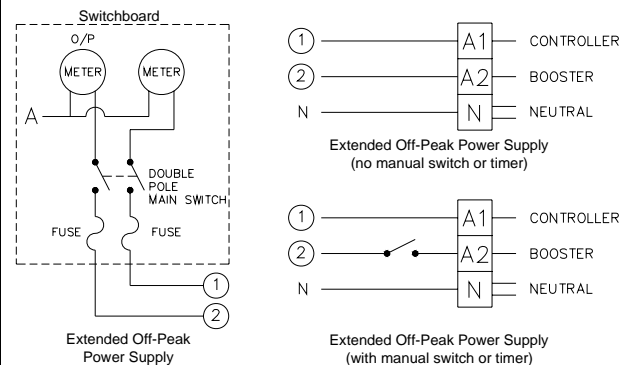 Switchboard
O/P
METER
METER
A
DOUBLE
POLE
MAIN SWITCH
FUSE
FUSE
1
2
Extended Off-Peak
Power Supply
1
A1
CONTROLLER
2
A2
BOOSTER
N
N
NEUTRAL
Extended Off-Peak Power Supply
(no manual switch or timer)
1
A1
CONTROLLER
2
A2
BOOSTER
N
N
NEUTRAL
Extended Off-Peak Power Supply
(with manual switch or timer)